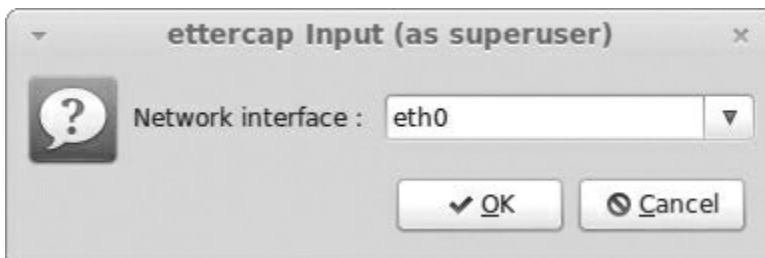 ettercap Input (as superuser)
Network interface : eth0
OK Cancel